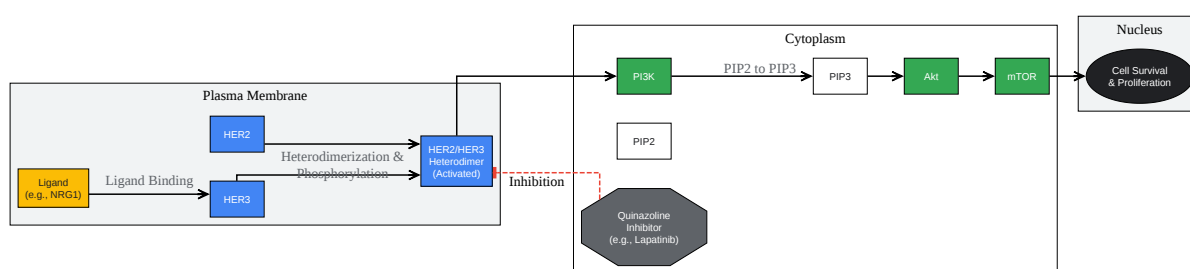 Nucleus
Cytoplasm
PI3K
PIP2 to PIP3
PIP3
Akt
mTOR
Cell Survival
& Proliferation
Plasma Membrane
HER2
PIP2
HER2/HER3
Heterodimer
(Activated)
Heterodimerization &
Phosphorylation
Ligand
(e.g., NRG1)
Ligand Binding
HER3
Inhibition
Quinazoline
Inhibitor
(e.g., Lapatinib)